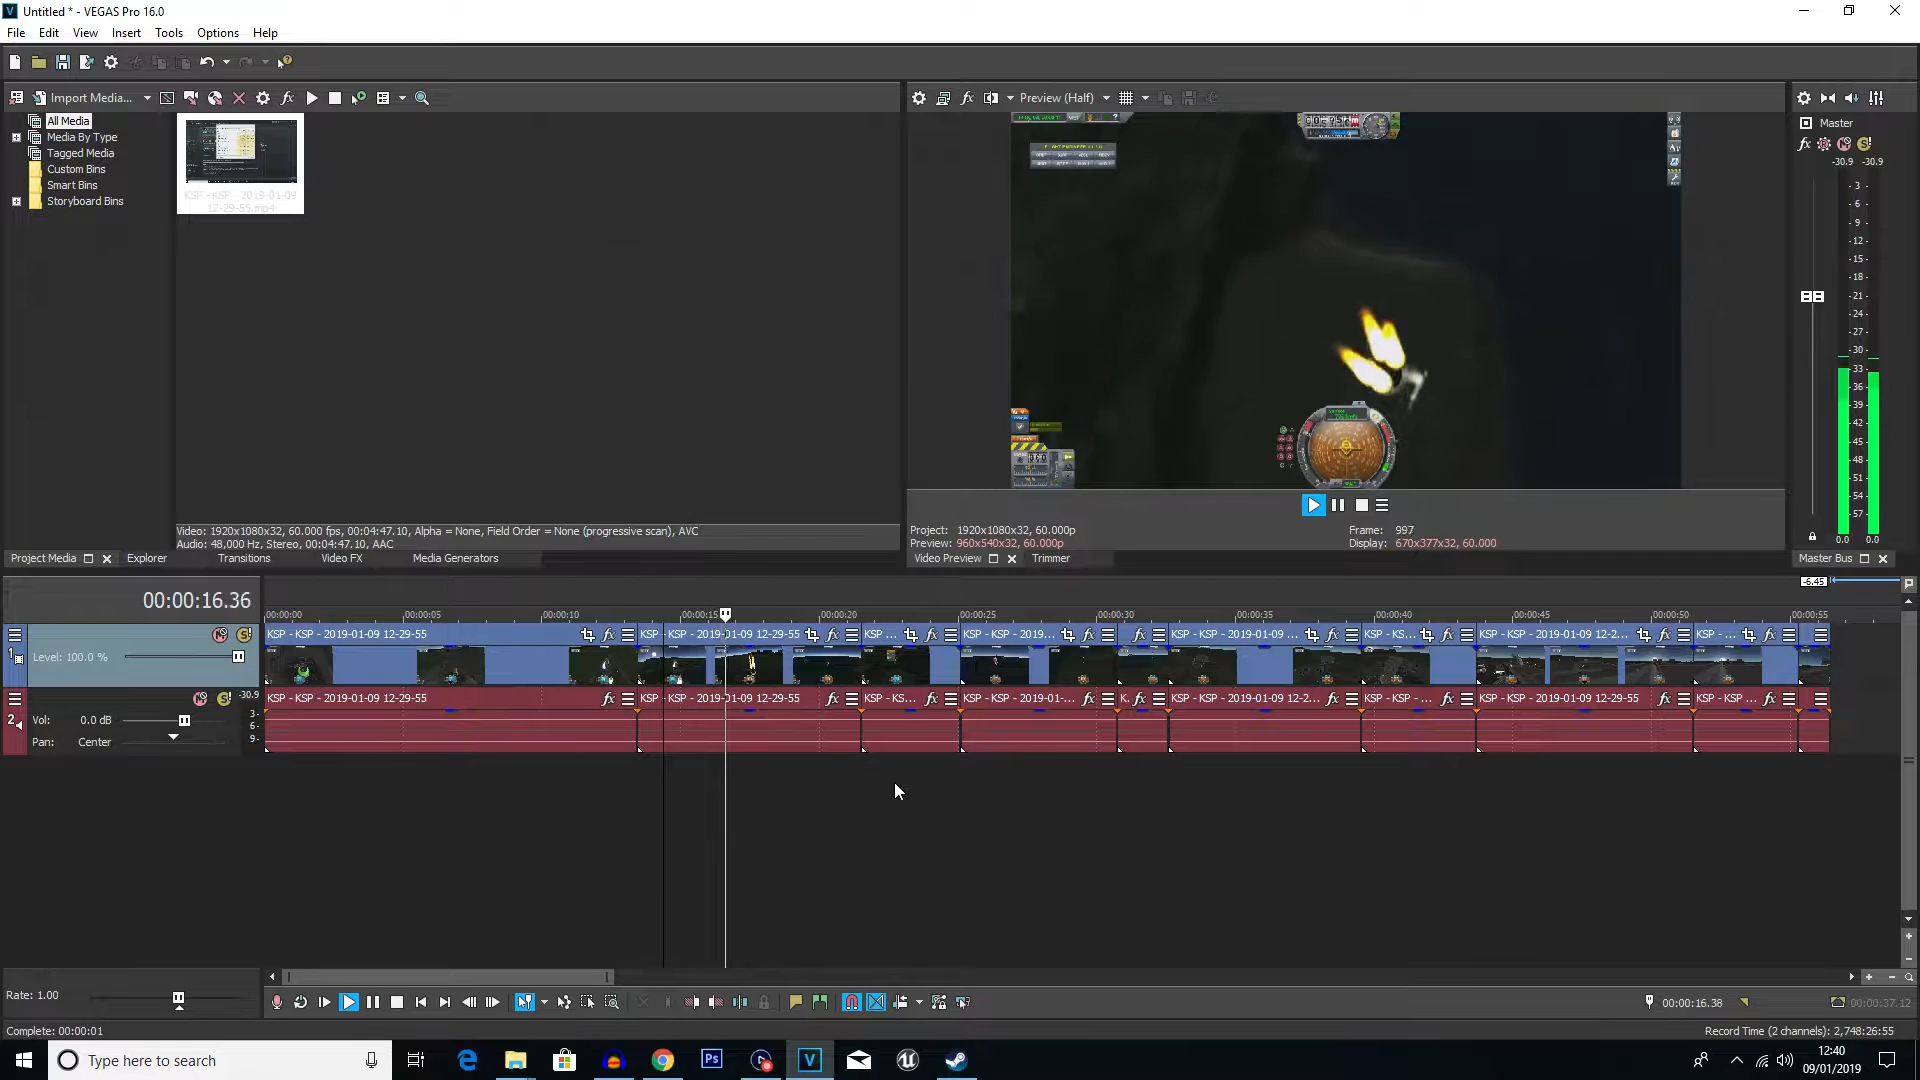 Untitled * - VEGAS Pro 16.0
File Edit View Insert Tools Options Help
Import Media...
Preview (Half)
All Media
Media By Type
Tagged Media
Custom Bins
Smart Bins
Storyboard Bins
KSP - KSP - 2019-01-09
12-29-55.mp4
Master
-30.9 -30.9
3
6
9
12
15
18
21
24
27
30
33
36
39
42
45
48
51
54
57
0.0 0.0
Video: 1920x1080x32, 60.000 fps, 00:04:47.10, Alpha = None, Field Order = None (progressive scan), AVC
Audio: 48,000 Hz, Stereo, 00:04:47.10, AAC
Project: 1920x1080x32, 60.000p
Preview: 960x540x32, 60.000p
Frame: 997
Display: 670x377x32, 60.000
Project Media Explorer Transitions Video FX Media Generators
Video Preview Trimmer
Master Bus
-6.45
00:00:16.36
00:00:00 00:00:05 00:00:10 00:00:15 00:00:20 00:00:25 00:00:30 00:00:35 00:00:40 00:00:45 00:00:50 00:00:55
1
Level: 100.0 %
KSP - KSP - 2019-01-09 12-29-55 KSP - KSP - 2019-01-09 12-29-55 KSP ... KSP - KSP - 2019... KSP - KSP - 2019-01-09 ... KSP - KS... KSP - KSP - 2019-01-09 12-2... KSP - ...
2
-30.9
KSP - KSP - 2019-01-09 12-29-55 KSP - KSP - 2019-01-09 12-29-55 KSP - KS... KSP - KSP - 2019-01-... K. KSP - KSP - 2019-01-09 12-2... KSP - KSP - ... KSP - KSP - 2019-01-09 12-29-55 KSP - KSP ...
Vol: 0.0 dB
3-
6-
9-
Pan: Center
Rate: 1.00
00:00:16.38
00:00:37.12
Complete: 00:00:01
Record Time (2 channels): 2,748:26:55
Type here to search
Ps
V
12:40
09/01/2019